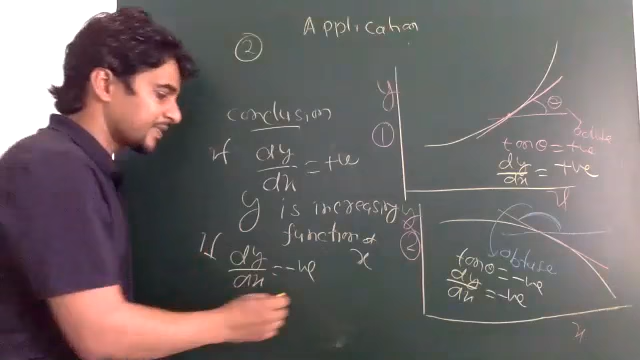 Application
②
conclusion
if dy/dx = +ve
y is increasing
function of
x
If dy/dx = -ve
y
①
θ
tanθ = +ve
dy/dx = +ve
x
y
②
obtuse
tanθ = -ve
dy/dx = -ve
x